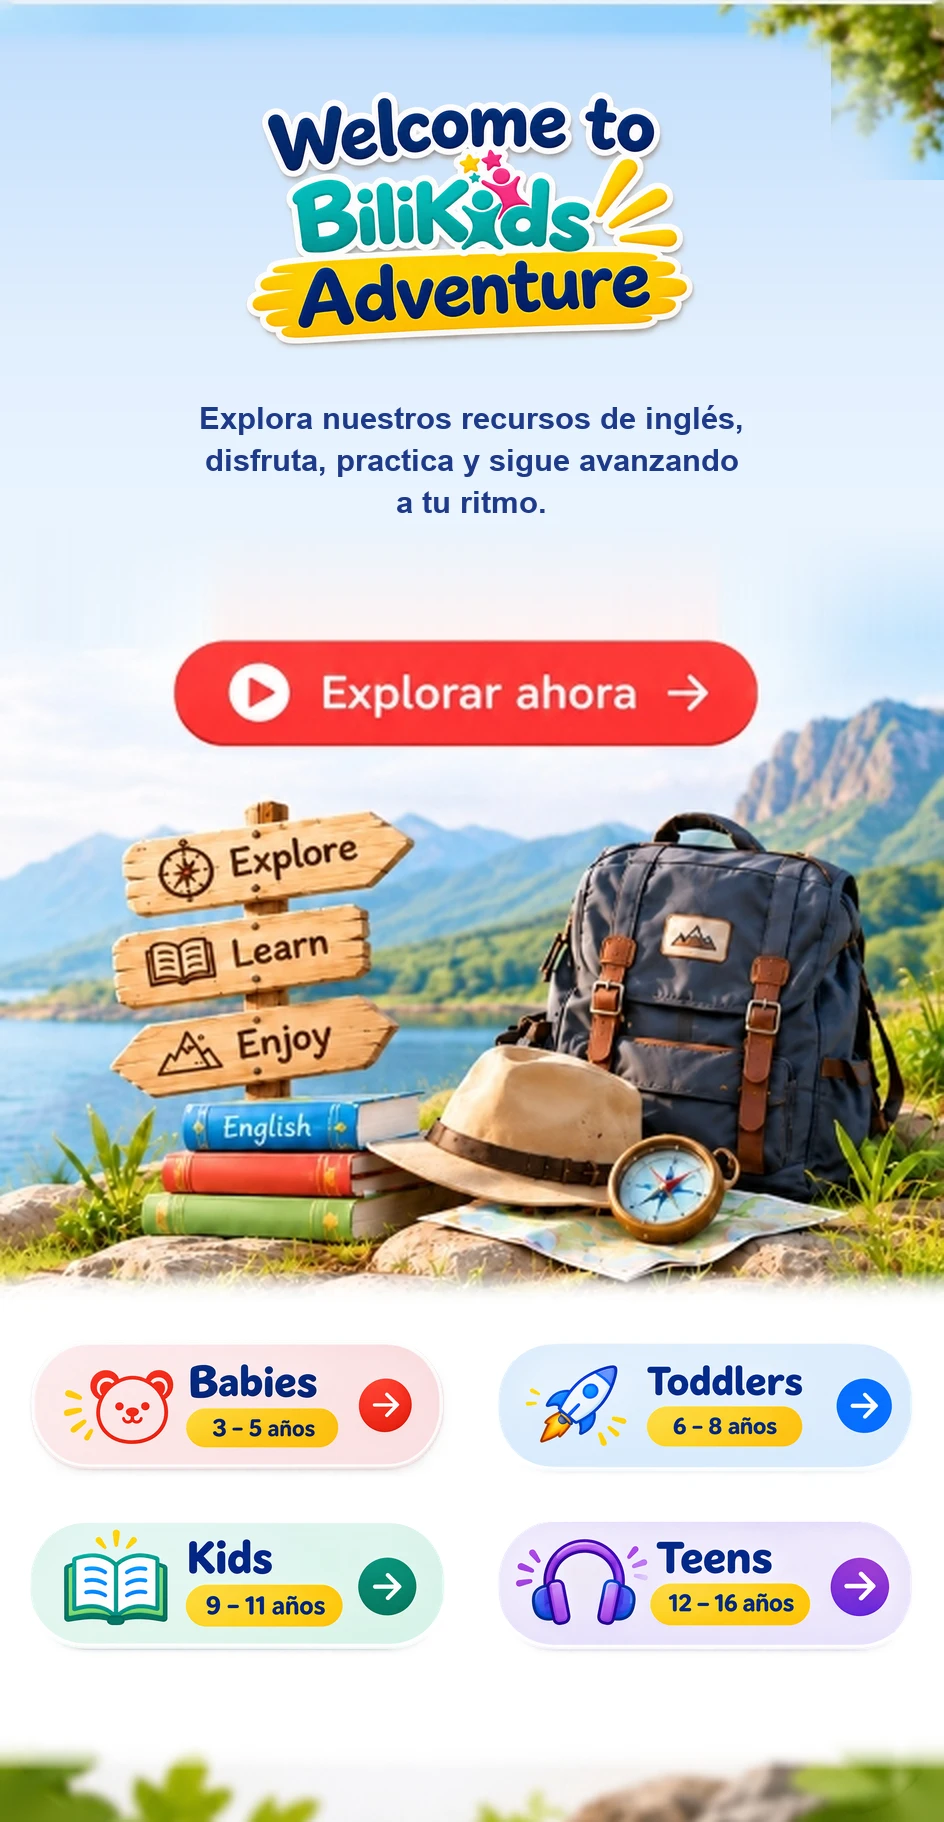 Welcome to
BiliKids
Adventure
Explora nuestros recursos de inglés,
disfruta, practica y sigue avanzando
a tu ritmo.
Explorar ahora
Explore
Learn
Enjoy
English
Babies
3 – 5 años
Toddlers
6 – 8 años
Kids
9 – 11 años
Teens
12 – 16 años